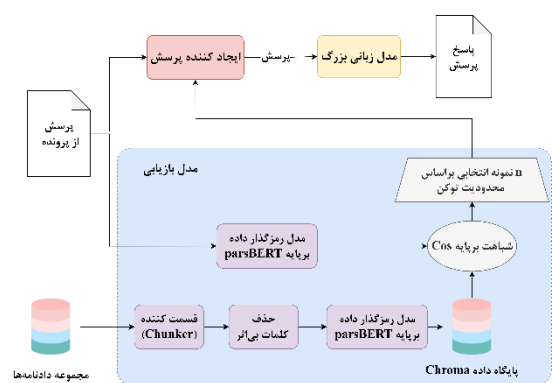 پاسخ
پرسش
مدل زبانی بزرگ
پرسش
ایجاد کننده پرسش
پرسش
از پرونده
مدل بازیابی
n نمونه انتخابی براساس
محدودیت توکن
شباهت برپایه Cos
مدل رمزگذار داده
برپایه parsBERT
قسمت کننده
(Chunker)
حذف
کلمات بی‌اثر
مدل رمزگذار داده
برپایه parsBERT
پایگاه داده Chroma
مجموعه دادنامه‌ها